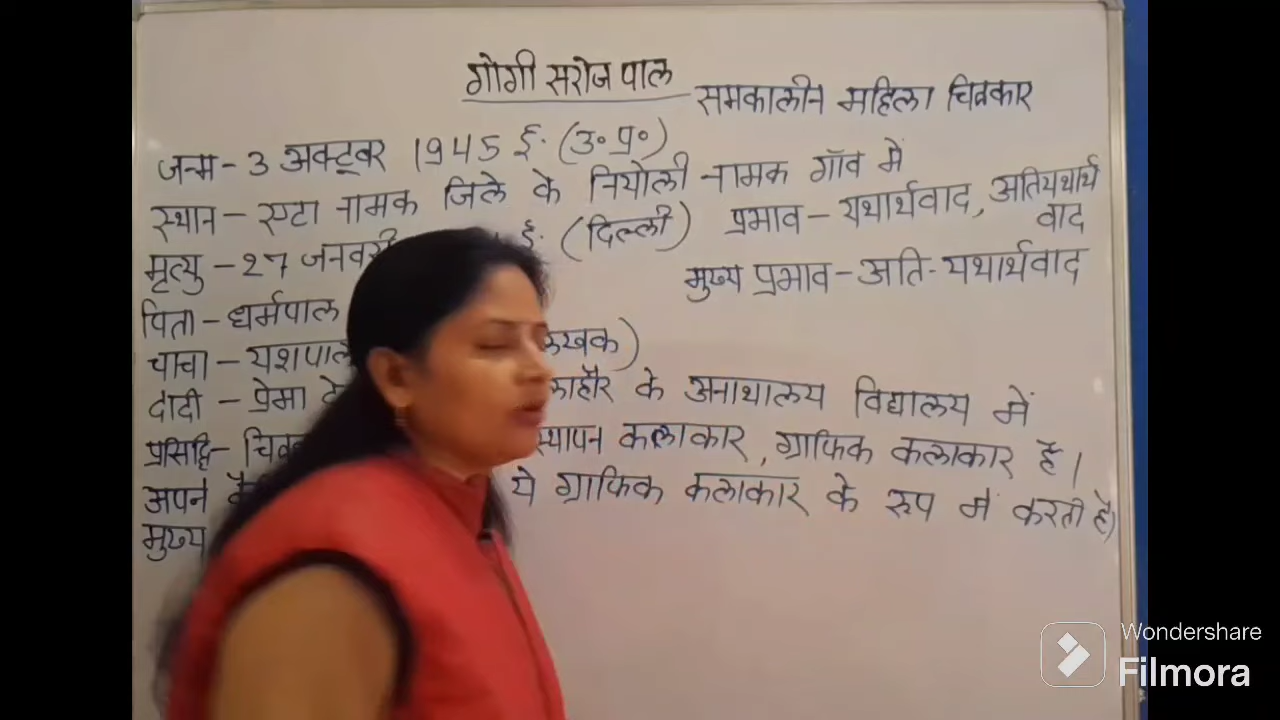 गोगी सरोज पाल
समकालीन महिला चित्रकार
जन्म - 3 अक्टूबर 1945 ई. (उ० प्र०)
स्थान - एटा नामक जिले के नियोली नामक गाँव में
मृत्यु - 27 जनवरी ई. (दिल्ली)
प्रभाव - यथार्थवाद, अतियथार्थ
वाद
मुख्य प्रभाव - अति-यथार्थवाद
पिता - धर्मपाल
चाचा - यशपाल लेखक)
दादी - प्रेमा लाहौर के अनाथालय विद्यालय में
प्रसिद्धि - स्थापन कलाकार, ग्राफिक कलाकार है।
अपने ये ग्राफिक कलाकार के रुप में करती है।
मुख्य
Wondershare
Filmora